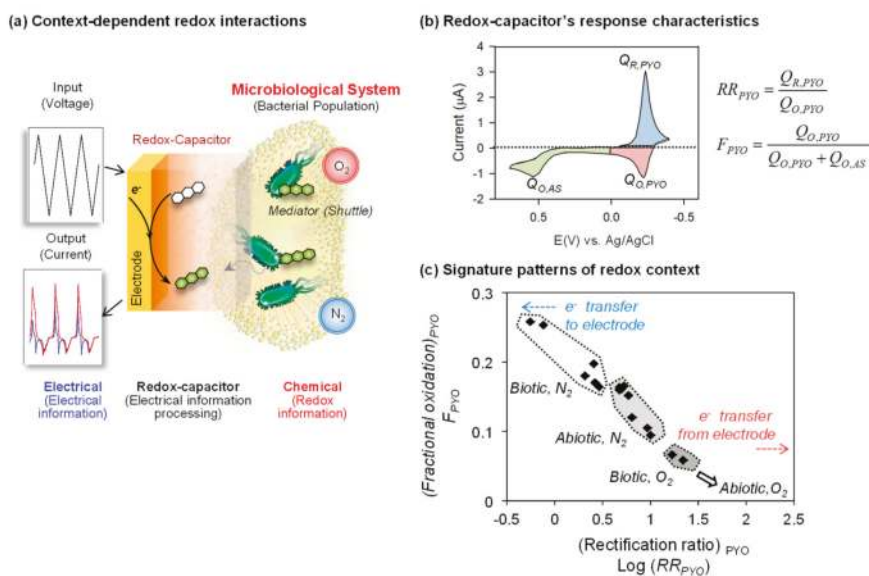 (a) Context-dependent redox interactions
Input
(Voltage)
Microbiological System
(Bacterial Population)
Redox-Capacitor
O2
e-
Mediator (Shuttle)
Output
(Current)
Electrode
N2
Electrical
(Electrical
information)
Redox-capacitor
(Electrical information
processing)
Chemical
(Redox
information)
(b) Redox-capacitor's response characteristics
Current (μA)
4
3
2
1
0
-1
-2
QR,PYO
QO,AS
QO,PYO
0.5
0
-0.5
E(V) vs. Ag/AgCl
RRPYO = QR,PYO / QO,PYO
FPYO = QO,PYO / QO,PYO + QO,AS
(c) Signature patterns of redox context
(Fractional oxidation)PYO
FPYO
0.3
0.2
0.1
0
e- transfer
to electrode
Biotic, N2
Abiotic, N2
e- transfer
from electrode
Biotic, O2
Abiotic, O2
-0.5
0
0.5
1
1.5
2
2.5
(Rectification ratio) PYO
Log (RRPYO)